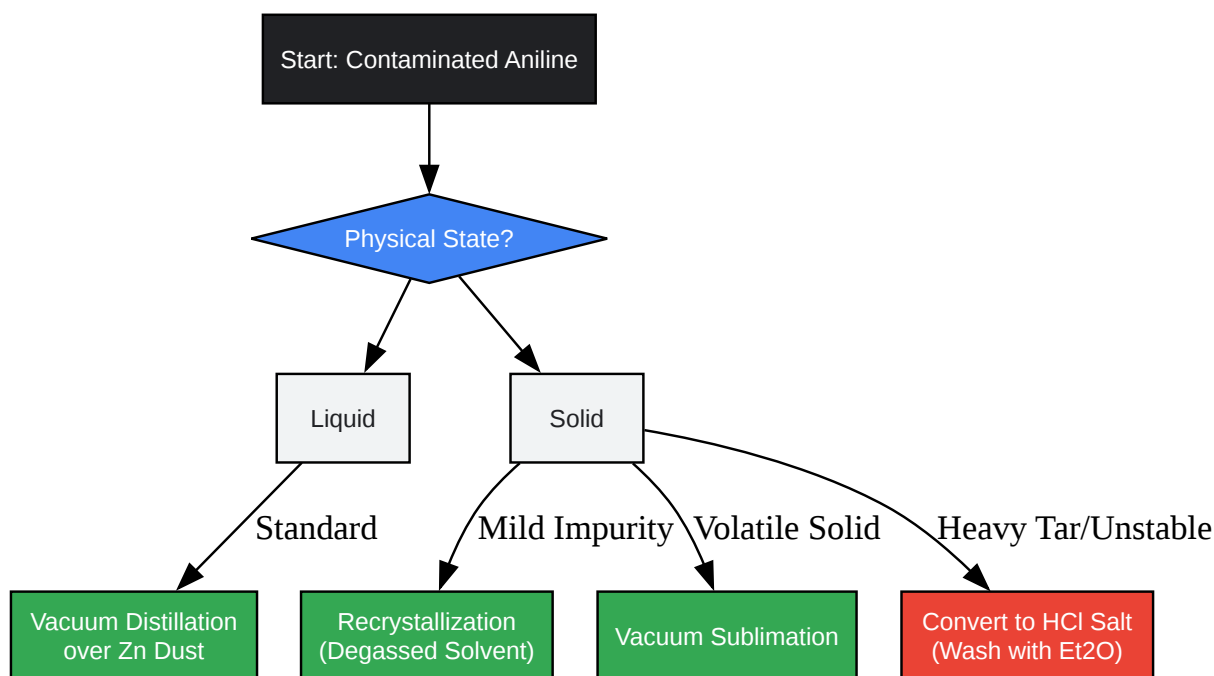 Start: Contaminated Aniline
Physical State?
Liquid
Solid
Standard
Mild Impurity
Volatile Solid
Heavy Tar/Unstable
Vacuum Distillation
over Zn Dust
Recrystallization
(Degassed Solvent)
Vacuum Sublimation
Convert to HCl Salt
(Wash with Et2O)